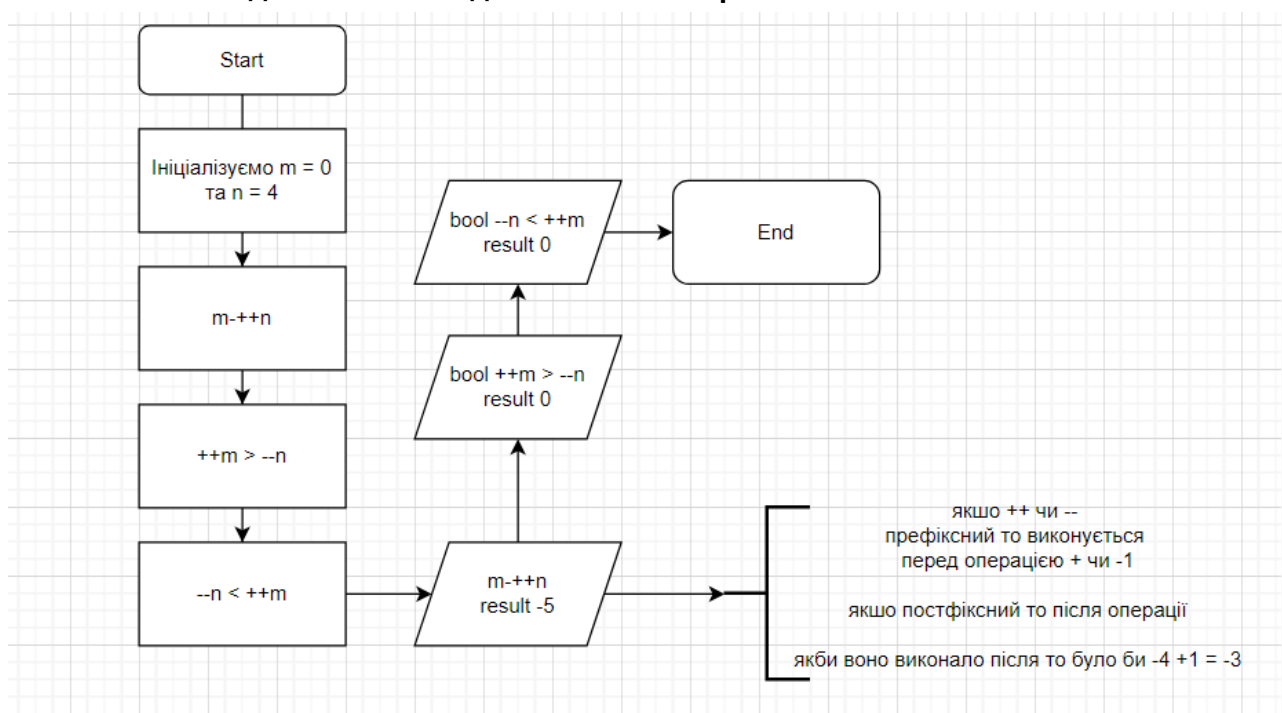 Start
Ініціалізуємо m = 0
та n = 4
m-++n
++m > --n
--n < ++m
m-++n
result -5
bool ++m > --n
result 0
bool --n < ++m
result 0
End
якшо ++ чи --
префіксний то виконується
перед операцією + чи -1
якшо постфіксний то після операції
якби воно виконало після то було би -4 +1 = -3